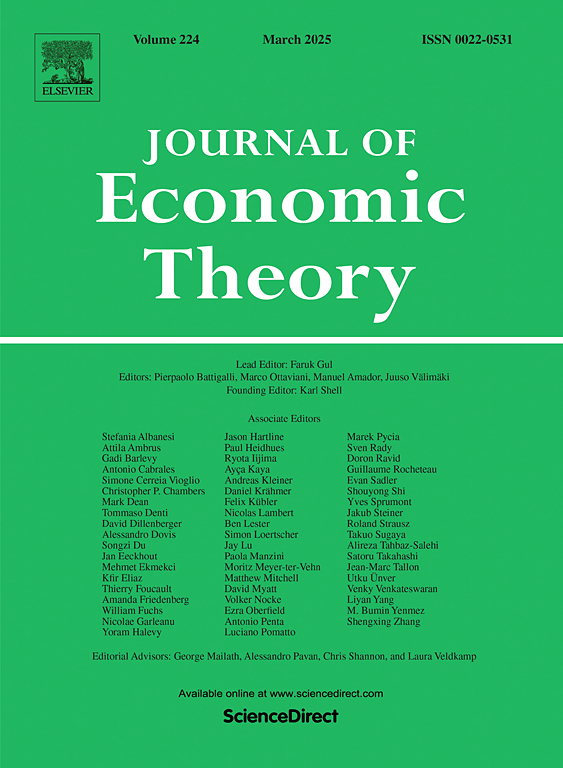 Volume 224 March 2025 ISSN 0022-0531
ELSEVIER
JOURNAL OF
Economic
Theory
Lead Editor: Faruk Gul
Editors: Pierpaolo Battigalli, Marco Ottaviani, Manuel Amador, Juuso Välimäki
Founding Editor: Karl Shell
Associate Editors
Stefania Albanesi
Attila Ambrus
Gadi Barlevy
Antonio Cabrales
Simone Cerreia Vioglio
Christopher P. Chambers
Mark Dean
Tommaso Denti
David Dillenberger
Alessandro Dovis
Songzi Du
Jan Eeckhout
Mehmet Ekmekci
Kfir Eliaz
Thierry Foucault
Amanda Friedenberg
William Fuchs
Nicolae Garleanu
Yoram Halevy
Jason Hartline
Paul Heidhues
Ryota Iijima
Ayça Kaya
Andreas Kleiner
Daniel Krähmer
Felix Kübler
Nicolas Lambert
Ben Lester
Simon Loertscher
Jay Lu
Paola Manzini
Moritz Meyer-ter-Vehn
Matthew Mitchell
David Myatt
Volker Nocke
Ezra Oberfield
Antonio Penta
Luciano Pomatto
Marek Pycia
Sven Rady
Doron Ravid
Guillaume Rocheteau
Evan Sadler
Shouyong Shi
Yves Sprumont
Jakub Steiner
Roland Strausz
Takuo Sugaya
Alireza Tahbaz-Salehi
Satoru Takahashi
Jean-Marc Tallon
Utku Ünver
Venky Venkateswaran
Liyan Yang
M. Bumin Yenmez
Shengxing Zhang
Editorial Advisors: George Mailath, Alessandro Pavan, Chris Shannon, and Laura Veldkamp
Available online at www.sciencedirect.com
ScienceDirect